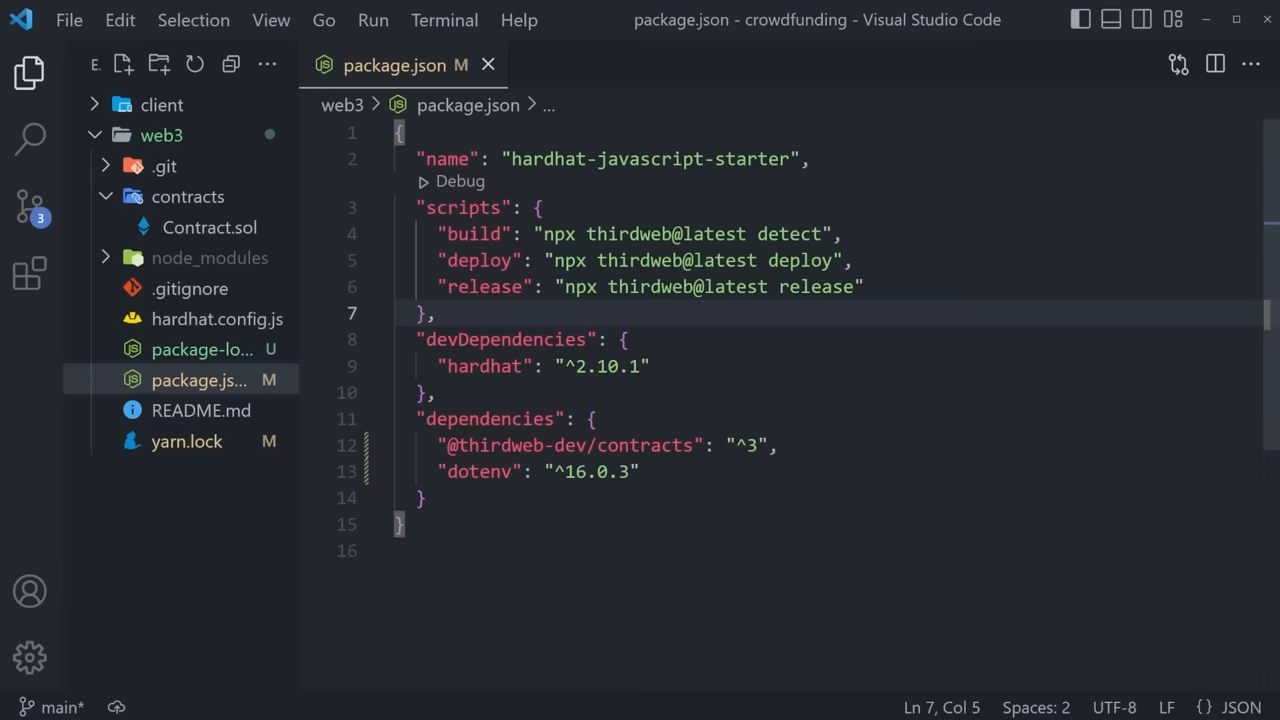 File Edit Selection View Go Run Terminal Help package.json - crowdfunding - Visual Studio Code
E.
package.json M
client
web3 > package.json > ...
web3
.git
contracts
Contract.sol
node_modules
.gitignore
hardhat.config.js
package-lo... U
package.js... M
README.md
yarn.lock M
3
1 {
2 "name": "hardhat-javascript-starter",
Debug
3 "scripts": {
4 "build": "npx thirdweb@latest detect",
5 "deploy": "npx thirdweb@latest deploy",
6 "release": "npx thirdweb@latest release"
7 },
8 "devDependencies": {
9 "hardhat": "^2.10.1"
10 },
11 "dependencies": {
12 "@thirdweb-dev/contracts": "^3",
13 "dotenv": "^16.0.3"
14 }
15 }
16
main* Ln 7, Col 5 Spaces: 2 UTF-8 LF {} JSON